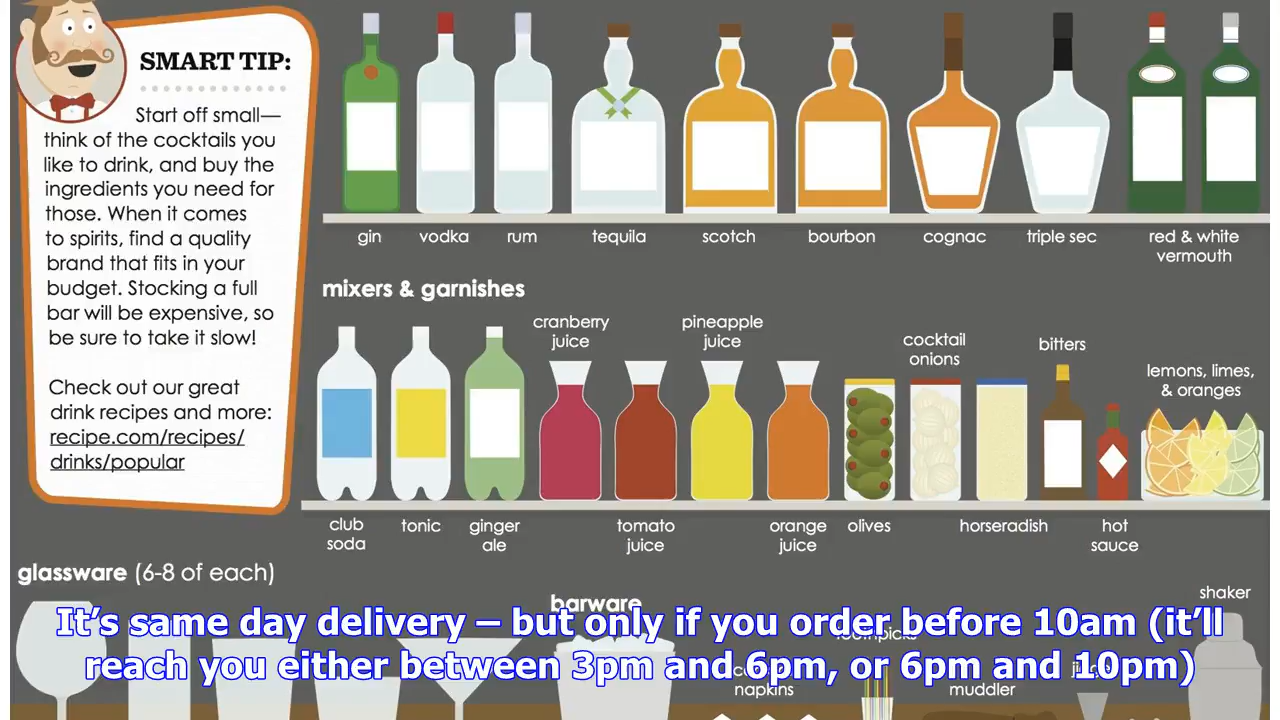 SMART TIP:
Start off small—
think of the cocktails you
like to drink, and buy the
ingredients you need for
those. When it comes
to spirits, find a quality
brand that fits in your
budget. Stocking a full
bar will be expensive, so
be sure to take it slow!
Check out our great
drink recipes and more:
recipe.com/recipes/
drinks/popular
gin
vodka
rum
tequila
scotch
bourbon
cognac
triple sec
red & white
vermouth
mixers & garnishes
cranberry
juice
pineapple
juice
cocktail
onions
bitters
lemons, limes,
& oranges
club
soda
tonic
ginger
ale
tomato
juice
orange
juice
olives
horseradish
hot
sauce
glassware (6-8 of each)
barware
shaker
toothpicks
napkins
muddler
It’s same day delivery – but only if you order before 10am (it’ll
reach you either between 3pm and 6pm, or 6pm and 10pm)